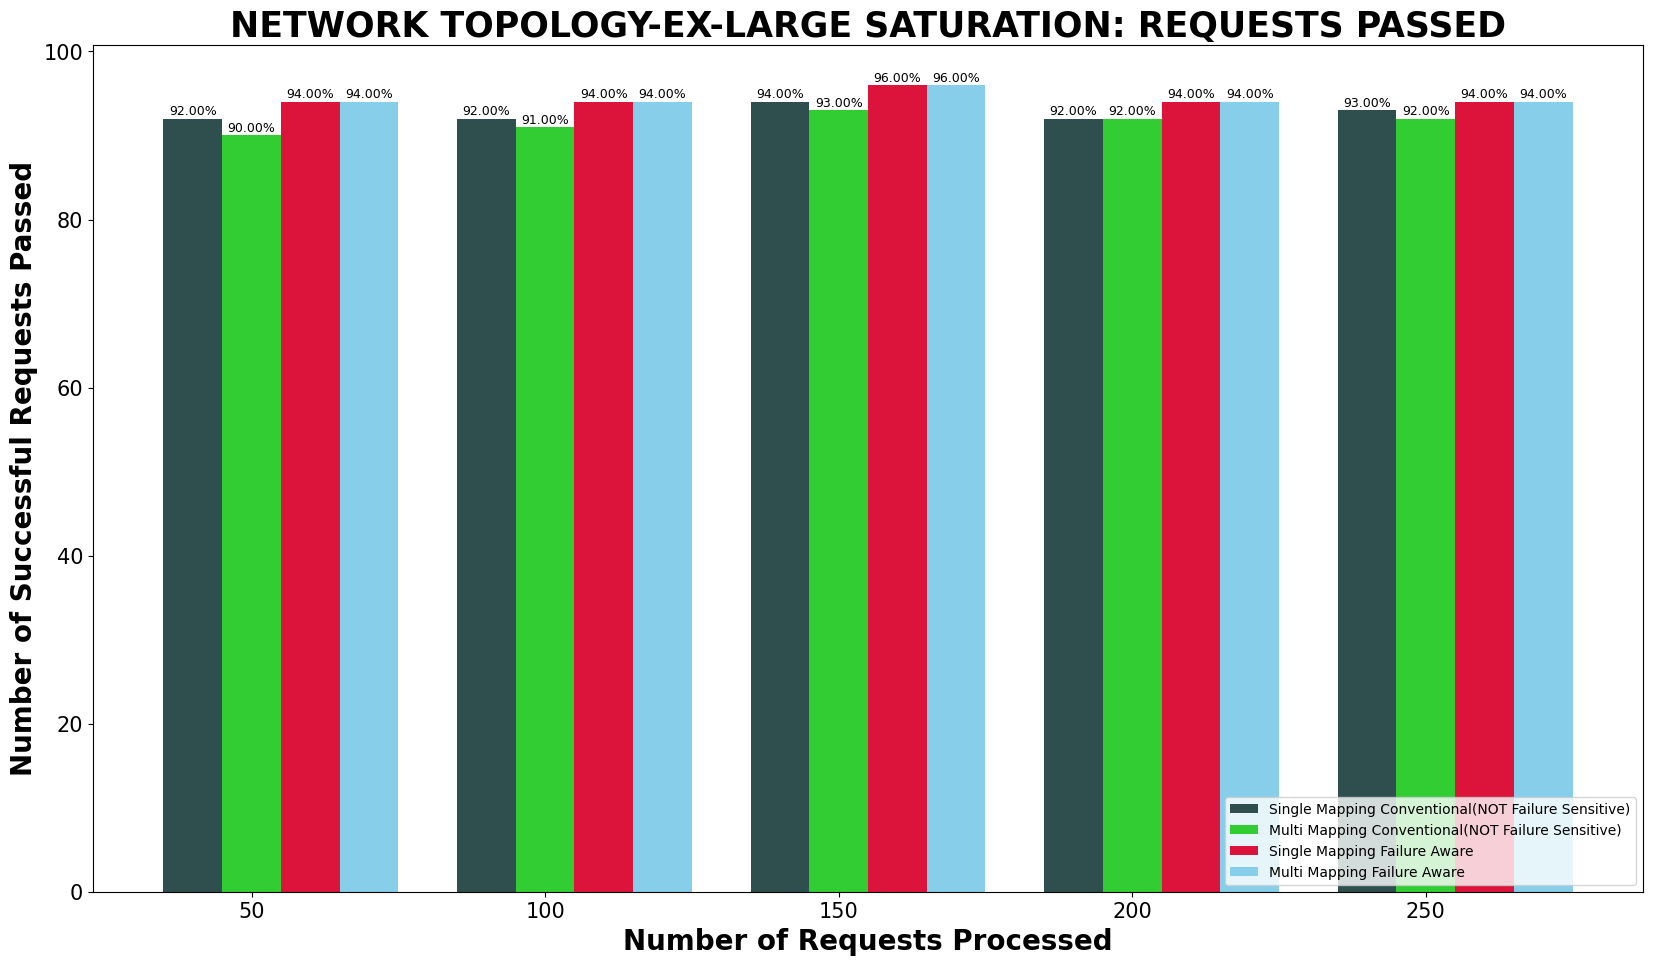 NETWORK TOPOLOGY-EX-LARGE SATURATION: REQUESTS PASSED
Number of Successful Requests Passed
100
80
60
40
20
0
92.00% 90.00% 94.00% 94.00%
92.00% 91.00% 94.00% 94.00%
94.00% 93.00% 96.00% 96.00%
92.00% 92.00% 94.00% 94.00%
93.00% 92.00% 94.00% 94.00%
Single Mapping Conventional(NOT Failure Sensitive)
Multi Mapping Conventional(NOT Failure Sensitive)
Single Mapping Failure Aware
Multi Mapping Failure Aware
50 100 150 200 250
Number of Requests Processed